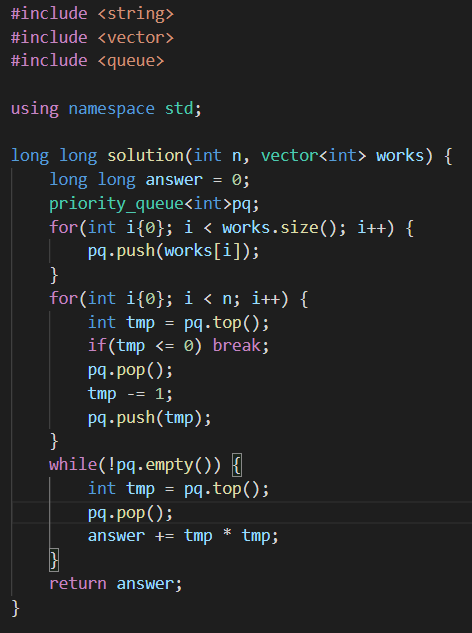 #include <string>
#include <vector>
#include <queue>

using namespace std;

long long solution(int n, vector<int> works) {
    long long answer = 0;
    priority_queue<int>pq;
    for(int i{0}; i < works.size(); i++) {
        pq.push(works[i]);
    }
    for(int i{0}; i < n; i++) {
        int tmp = pq.top();
        if(tmp <= 0) break;
        pq.pop();
        tmp -= 1;
        pq.push(tmp);
    }
    while(!pq.empty()) {
        int tmp = pq.top();
        pq.pop();
        answer += tmp * tmp;
    }
    return answer;
}